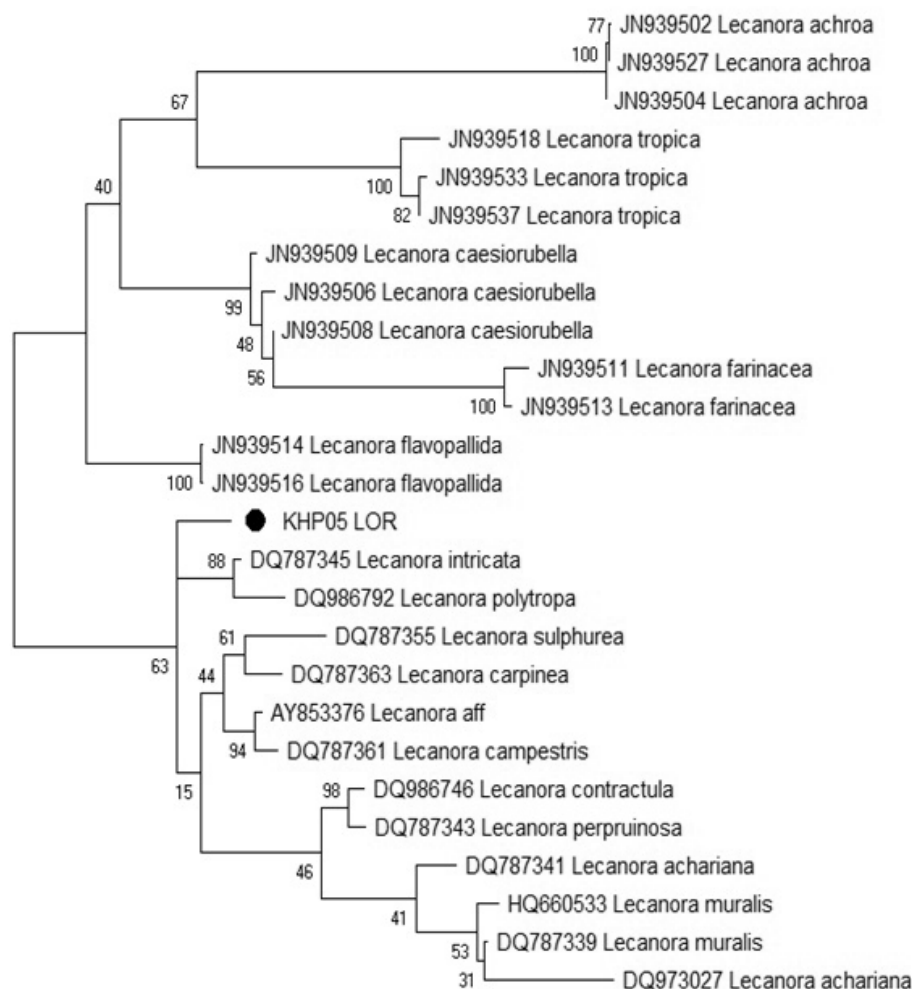 77 JN939502 Lecanora achroa
100 JN939527 Lecanora achroa
JN939504 Lecanora achroa
67
JN939518 Lecanora tropica
100 JN939533 Lecanora tropica
40
82 JN939537 Lecanora tropica
JN939509 Lecanora caesiorubella
99 JN939506 Lecanora caesiorubella
48 JN939508 Lecanora caesiorubella
56 JN939511 Lecanora farinacea
100 JN939513 Lecanora farinacea
JN939514 Lecanora flavopallida
100 JN939516 Lecanora flavopallida
KHP05 LOR
88 DQ787345 Lecanora intricata
DQ986792 Lecanora polytropa
61 DQ787355 Lecanora sulphurea
63
44 DQ787363 Lecanora carpinea
AY853376 Lecanora aff
94 DQ787361 Lecanora campestris
15
98 DQ986746 Lecanora contractula
DQ787343 Lecanora perpruinosa
46 DQ787341 Lecanora achariana
41 HQ660533 Lecanora muralis
53 DQ787339 Lecanora muralis
31 DQ973027 Lecanora achariana